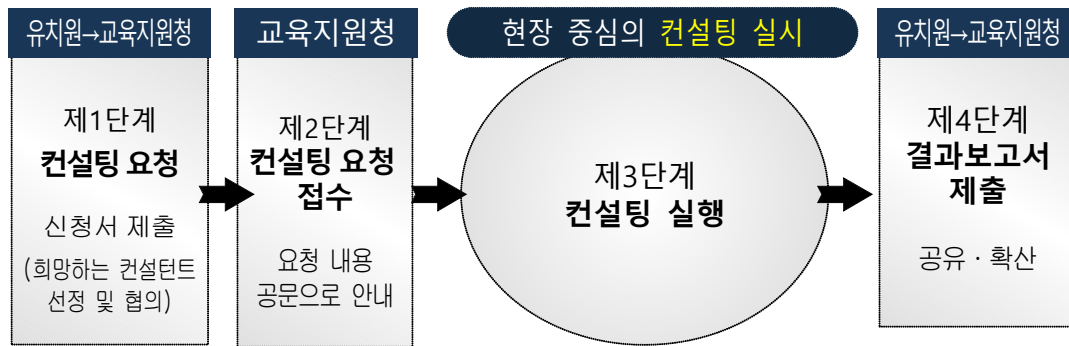 유치원→교육지원청
제1단계
컨설팅 요청
신청서 제출
(희망하는 컨설턴트
선정 및 협의)
교육지원청
제2단계
컨설팅 요청
접수
요청 내용
공문으로 안내
현장 중심의 컨설팅 실시
제3단계
컨설팅 실행
유치원→교육지원청
제4단계
결과보고서
제출
공유 · 확산